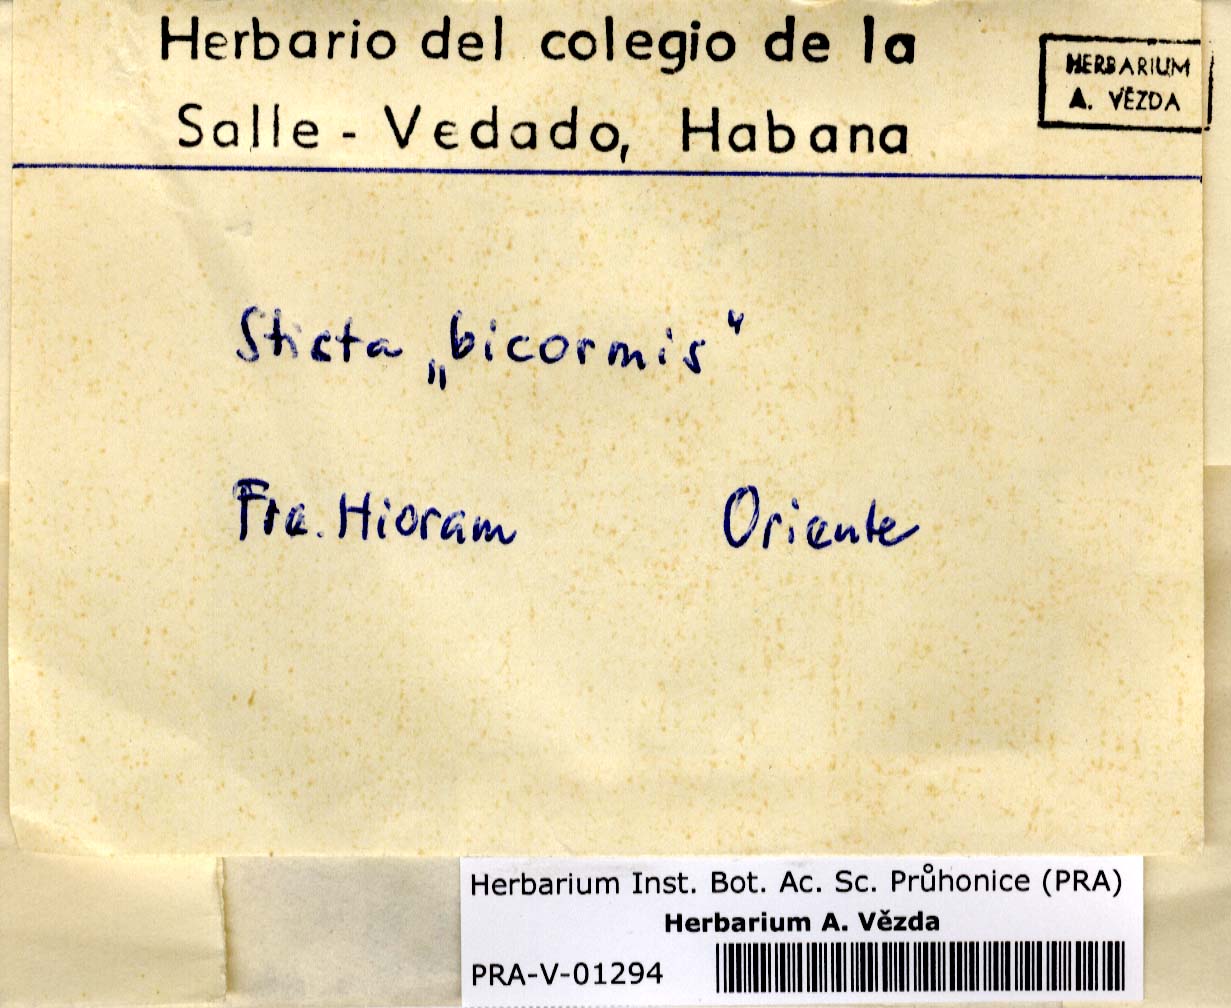 Herbario del colegio de la
Salle - Vedado, Habana
HERBARIUM
A. VĚZDA
Sticta „bicormis"
Fre. Hioram Oriente
Herbarium Inst. Bot. Ac. Sc. Průhonice (PRA)
Herbarium A. Vězda
PRA-V-01294